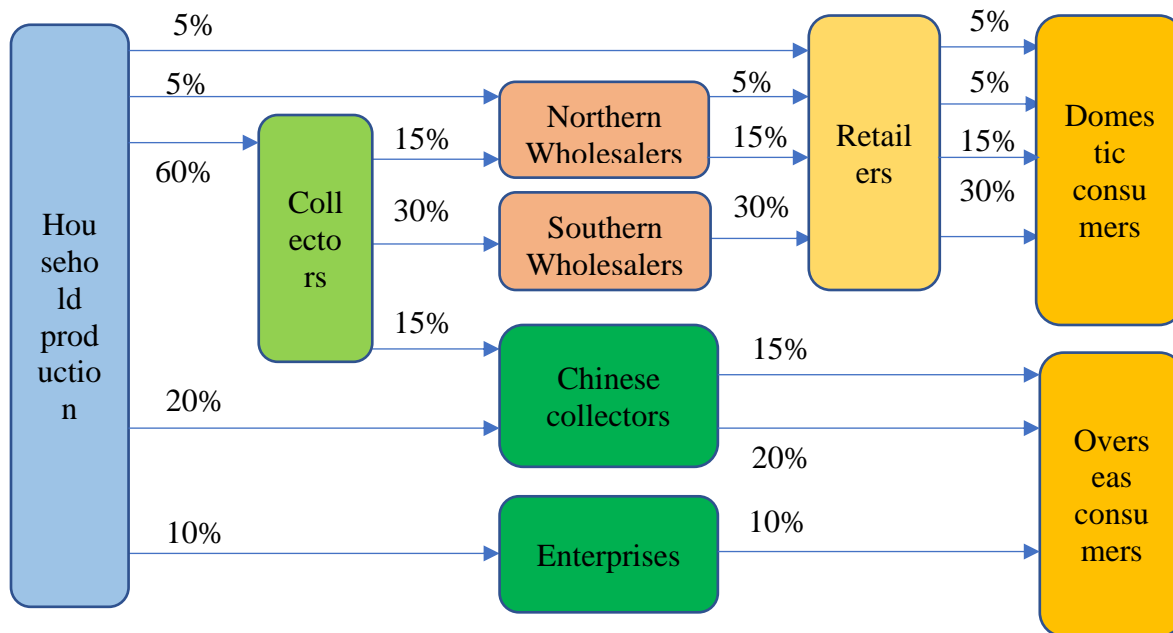 5%
5%
60%
20%
10%
Hou
seho
ld
prod
uctio
n
Coll
ecto
rs
15%
30%
15%
Northern
Wholesalers
Southern
Wholesalers
Chinese
collectors
Enterprises
5%
15%
30%
15%
20%
10%
Retail
ers
5%
5%
15%
30%
Domes
tic
consu
mers
Overs
eas
consu
mers